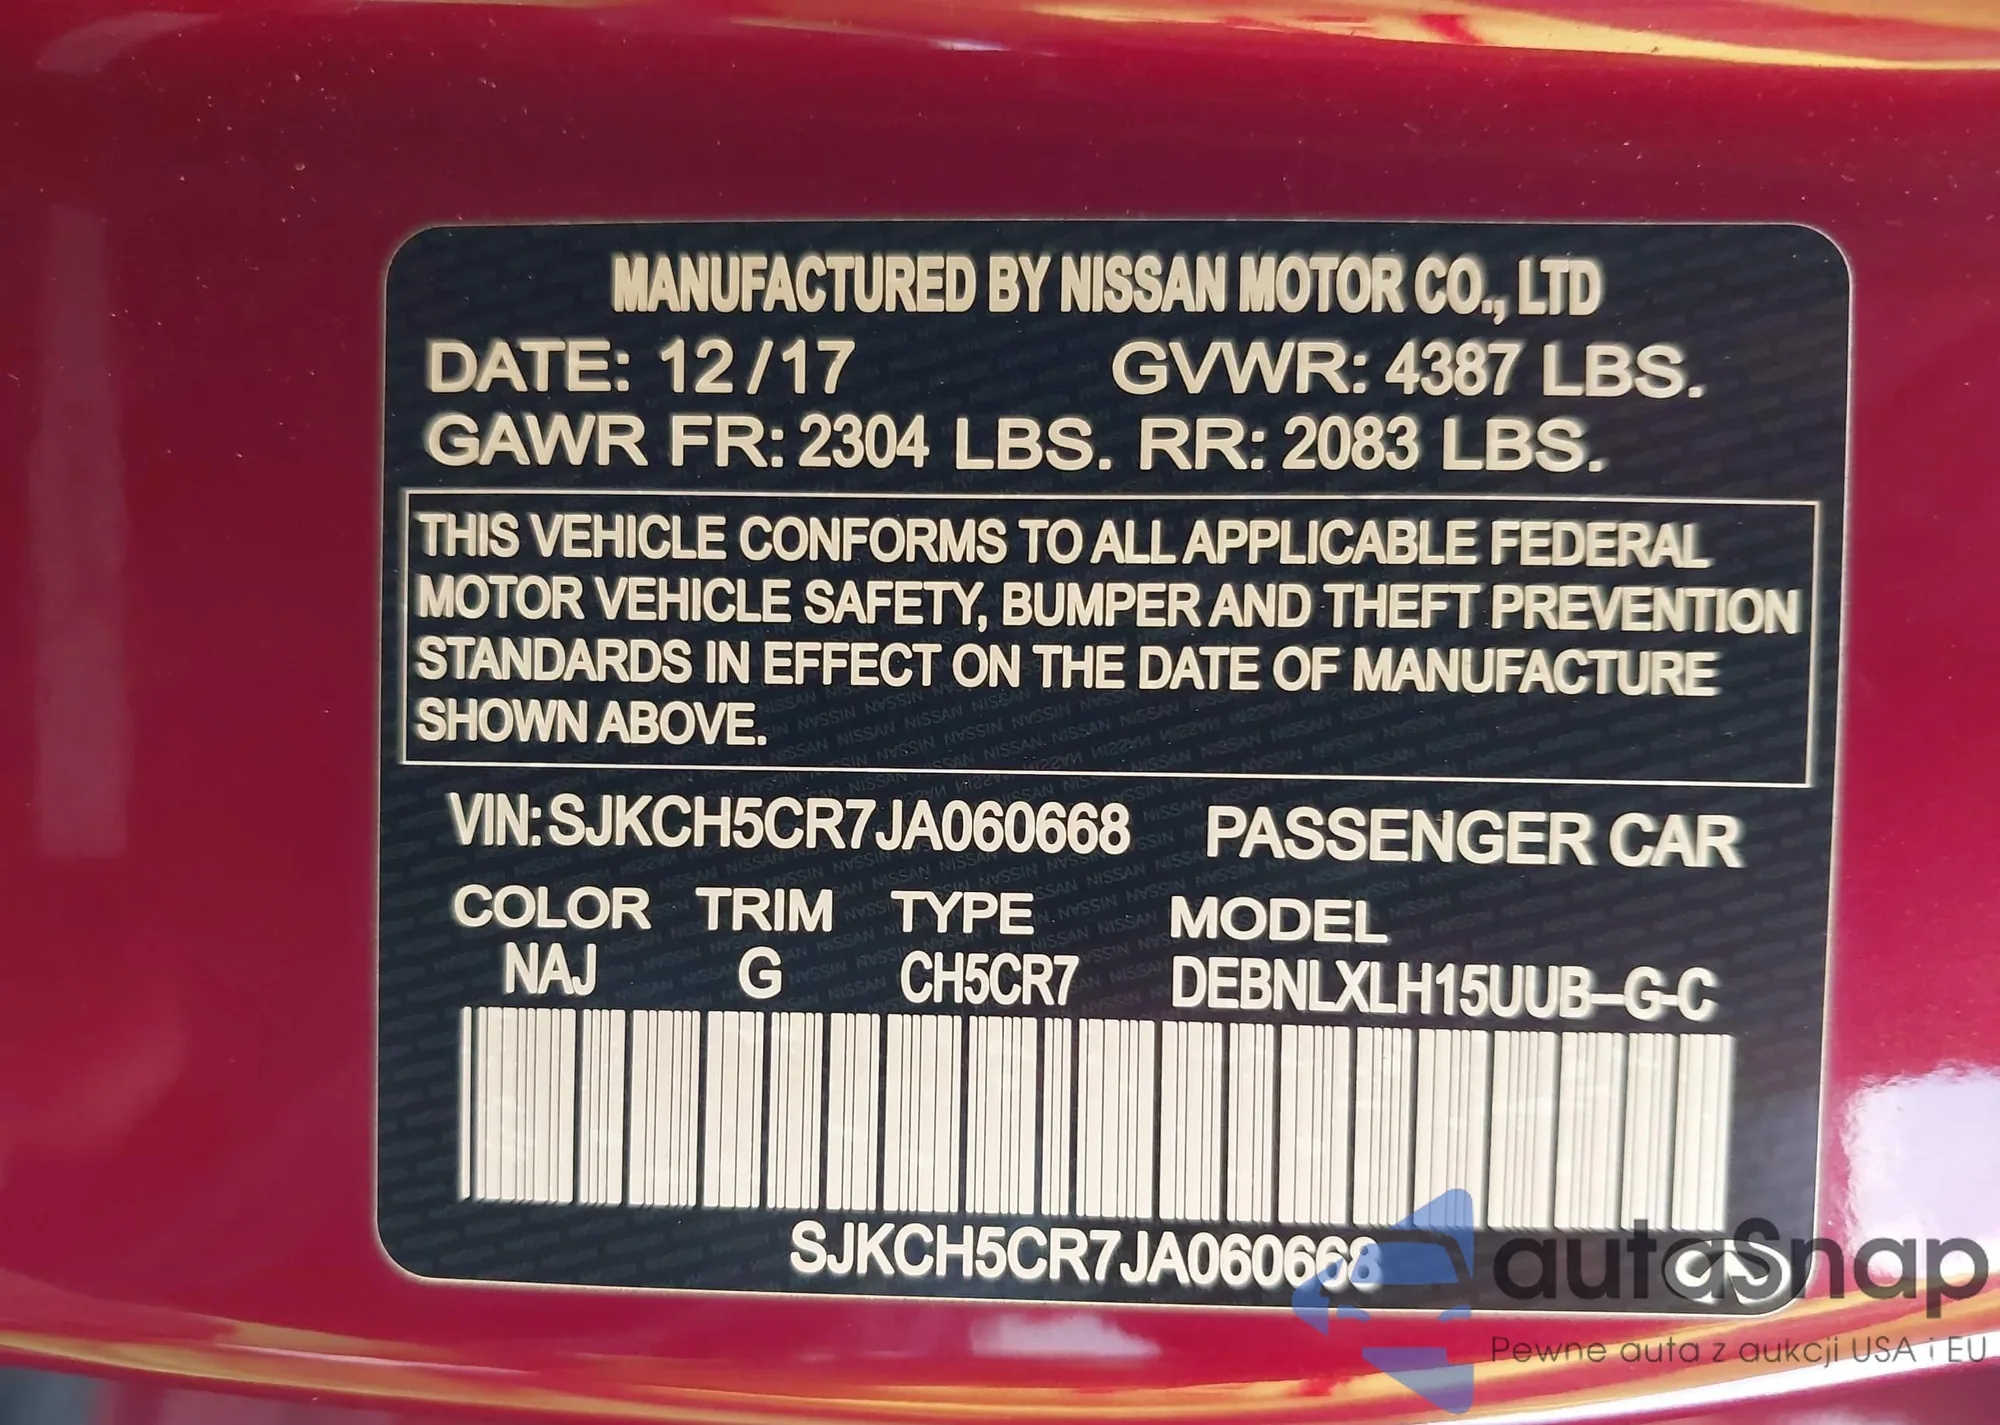 MANUFACTURED BY NISSAN MOTOR CO., LTD
DATE: 12/17 GVWR: 4387 LBS.
GAWR FR: 2304 LBS. RR: 2083 LBS.
THIS VEHICLE CONFORMS TO ALL APPLICABLE FEDERAL
MOTOR VEHICLE SAFETY, BUMPER AND THEFT PREVENTION
STANDARDS IN EFFECT ON THE DATE OF MANUFACTURE
SHOWN ABOVE.
VIN: SJKCH5CR7JA060668 PASSENGER CAR
COLOR TRIM TYPE MODEL
NAJ G CH5CR7 DEBNLXLH15UUB-G-C
SJKCH5CR7JA060668
autoSnap
Pewne auta z aukcji USA i EU